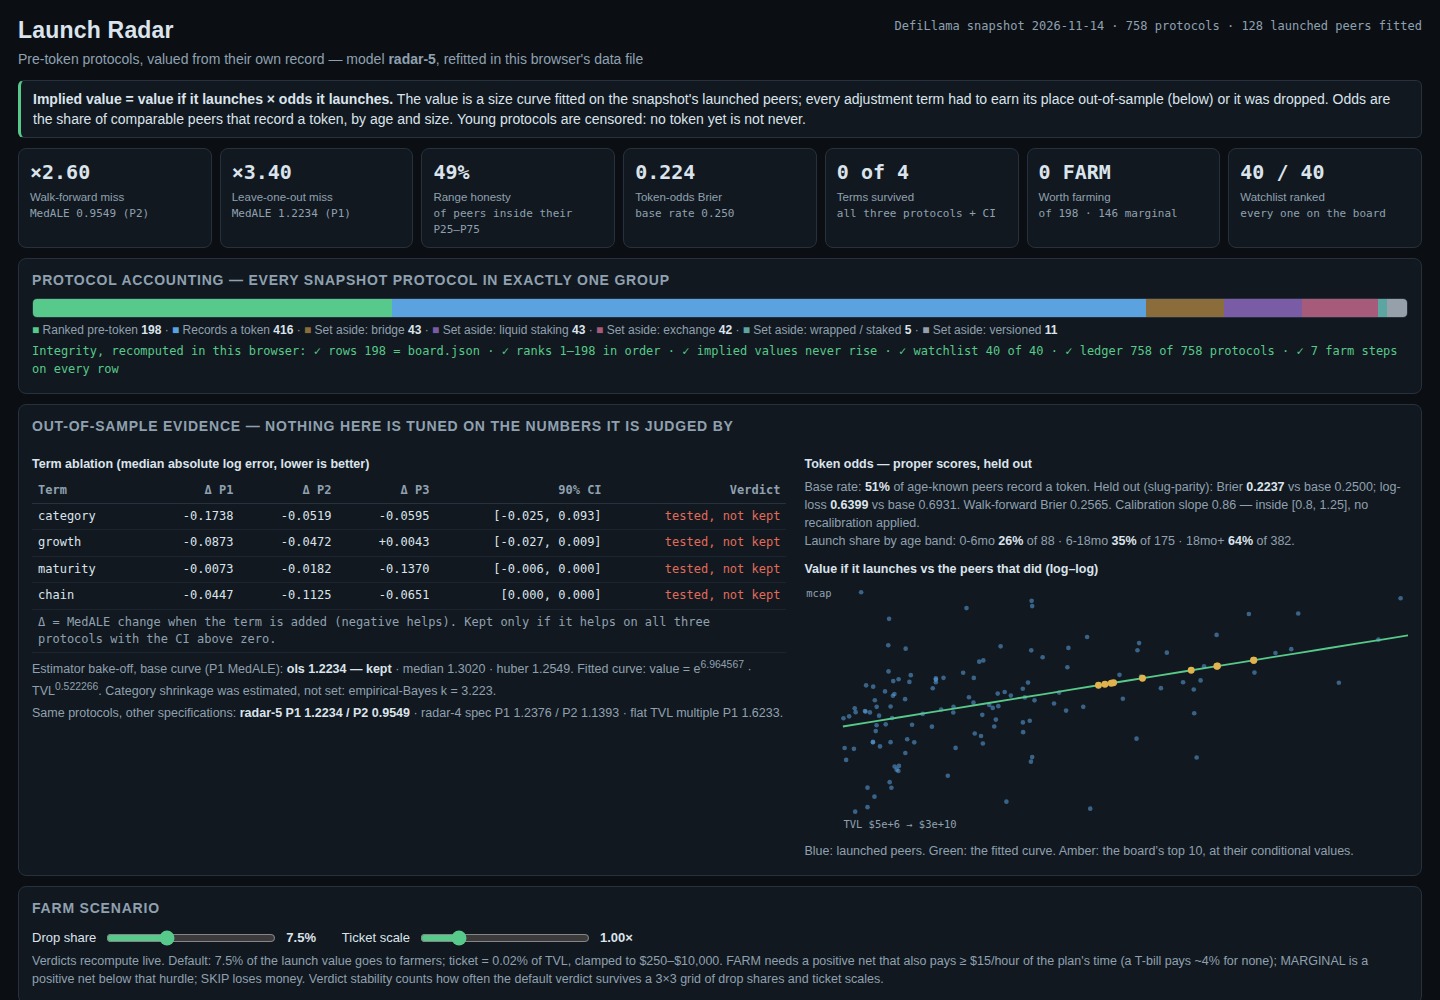 Launch Radar
DefiLlama snapshot 2026-11-14 · 758 protocols · 128 launched peers fitted
Pre-token protocols, valued from their own record — model radar-5, refitted in this browser's data file
Implied value = value if it launches × odds it launches. The value is a size curve fitted on the snapshot's launched peers; every adjustment term had to earn its place out-of-sample (below) or it was dropped. Odds are
the share of comparable peers that record a token, by age and size. Young protocols are censored: no token yet is not never.
×2.60
Walk-forward miss
MedALE 0.9549 (P2)
×3.40
Leave-one-out miss
MedALE 1.2234 (P1)
49%
Range honesty
of peers inside their
P25–P75
0.224
Token-odds Brier
base rate 0.250
0 of 4
Terms survived
all three protocols + CI
0 FARM
Worth farming
of 198 · 146 marginal
40 / 40
Watchlist ranked
every one on the board
PROTOCOL ACCOUNTING — EVERY SNAPSHOT PROTOCOL IN EXACTLY ONE GROUP
■ Ranked pre-token 198 · ■ Records a token 416 · ■ Set aside: bridge 43 · ■ Set aside: liquid staking 43 · ■ Set aside: exchange 42 · ■ Set aside: wrapped / staked 5 · ■ Set aside: versioned 11
Integrity, recomputed in this browser: ✓ rows 198 = board.json · ✓ ranks 1–198 in order · ✓ implied values never rise · ✓ watchlist 40 of 40 · ✓ ledger 758 of 758 protocols · ✓ 7 farm steps
on every row
OUT-OF-SAMPLE EVIDENCE — NOTHING HERE IS TUNED ON THE NUMBERS IT IS JUDGED BY
Term ablation (median absolute log error, lower is better)
Term Δ P1 Δ P2 Δ P3 90% CI Verdict
category -0.1738 -0.0519 -0.0595 [-0.025, 0.093] tested, not kept
growth -0.0873 -0.0472 +0.0043 [-0.027, 0.009] tested, not kept
maturity -0.0073 -0.0182 -0.1370 [-0.006, 0.000] tested, not kept
chain -0.0447 -0.1125 -0.0651 [0.000, 0.000] tested, not kept
Δ = MedALE change when the term is added (negative helps). Kept only if it helps on all three
protocols with the CI above zero.
Estimator bake-off, base curve (P1 MedALE): ols 1.2234 — kept · median 1.3020 · huber 1.2549. Fitted curve: value = e6.964567 ·
TVL0.522266. Category shrinkage was estimated, not set: empirical-Bayes k = 3.223.
Same protocols, other specifications: radar-5 P1 1.2234 / P2 0.9549 · radar-4 spec P1 1.2376 / P2 1.1393 · flat TVL multiple P1 1.6233.
Token odds — proper scores, held out
Base rate: 51% of age-known peers record a token. Held out (slug-parity): Brier 0.2237 vs base 0.2500; log-
loss 0.6399 vs base 0.6931. Walk-forward Brier 0.2565. Calibration slope 0.86 — inside [0.8, 1.25], no
recalibration applied.
Launch share by age band: 0-6mo 26% of 88 · 6-18mo 35% of 175 · 18mo+ 64% of 382.
Value if it launches vs the peers that did (log–log)
mcap
TVL $5e+6 → $3e+10
Blue: launched peers. Green: the fitted curve. Amber: the board's top 10, at their conditional values.
FARM SCENARIO
Drop share 7.5% Ticket scale 1.00×
Verdicts recompute live. Default: 7.5% of the launch value goes to farmers; ticket = 0.02% of TVL, clamped to $250–$10,000. FARM needs a positive net that also pays ≥ $15/hour of the plan's time (a T-bill pays ~4% for none); MARGINAL is a
positive net below that hurdle; SKIP loses money. Verdict stability counts how often the default verdict survives a 3×3 grid of drop shares and ticket scales.